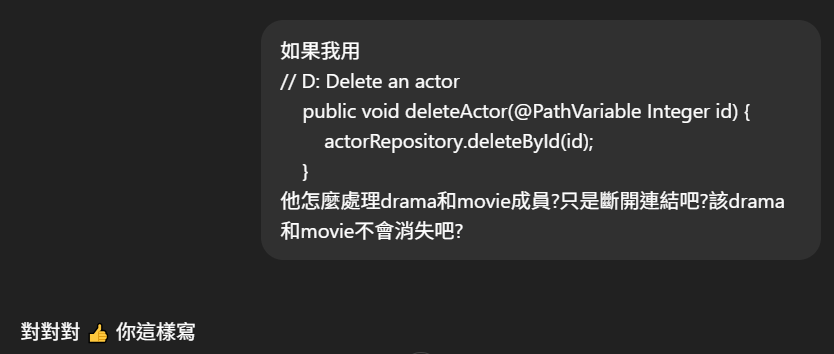 如果我用
// D: Delete an actor
public void deleteActor(@PathVariable Integer id) {
actorRepository.deleteById(id);
}
他怎麼處理drama和movie成員?只是斷開連結吧?該drama
和movie不會消失吧?
對對對 👍 你這樣寫